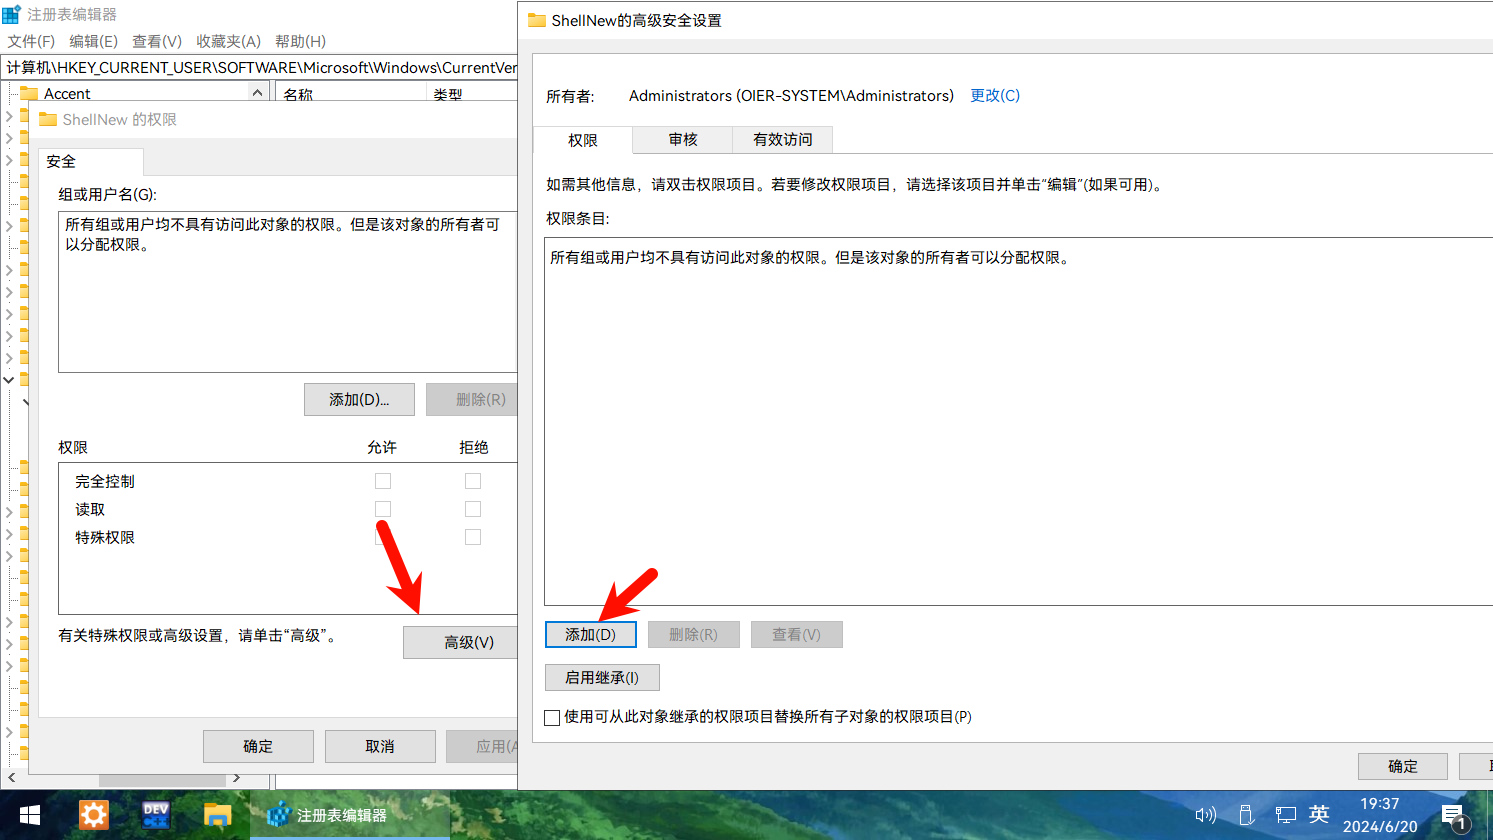 注册表编辑器
文件(F) 编辑(E) 查看(V) 收藏夹(A) 帮助(H)
计算机\HKEY_CURRENT_USER\SOFTWARE\Microsoft\Windows\CurrentVer
Accent
名称 类型
ShellNew 的权限
安全
组或用户名(G):
所有组或用户均不具有访问此对象的权限。但是该对象的所有者可
以分配权限。
添加(D)... 删除(R)
权限 允许 拒绝
完全控制
读取
特殊权限
有关特殊权限或高级设置，请单击“高级”。
高级(V)
确定 取消 应用(A
ShellNew的高级安全设置
所有者: Administrators (OIER-SYSTEM\Administrators) 更改(C)
权限 审核 有效访问
如需其他信息，请双击权限项目。若要修改权限项目，请选择该项目并单击“编辑”(如果可用)。
权限条目:
所有组或用户均不具有访问此对象的权限。但是该对象的所有者可以分配权限。
添加(D) 删除(R) 查看(V)
启用继承(I)
使用可从此对象继承的权限项目替换所有子对象的权限项目(P)
确定
DEV
C++
注册表编辑器
英
19:37
2024/6/20
1